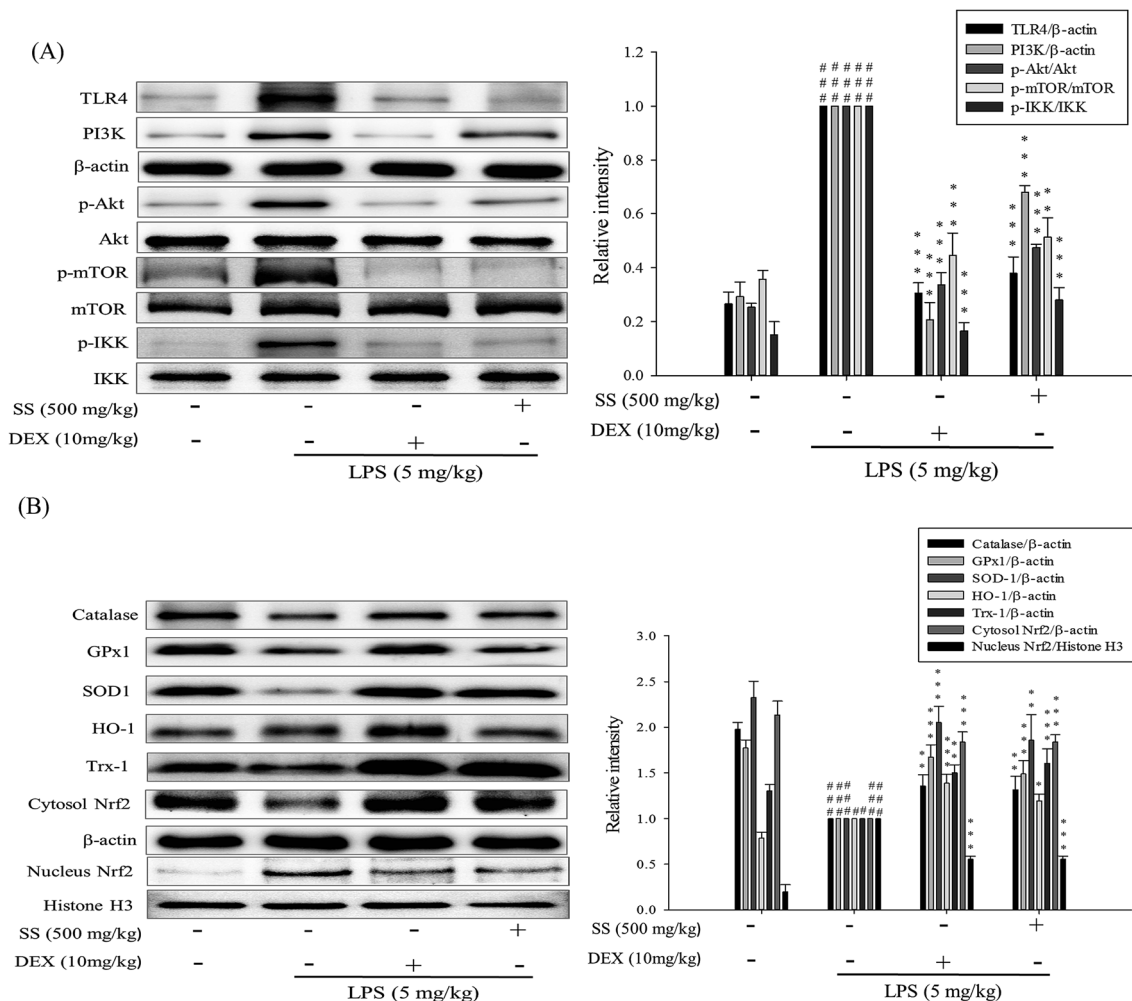 (A)
TLR4
PI3K
β-actin
p-Akt
Akt
p-mTOR
mTOR
p-IKK
IKK
SS (500 mg/kg) - - - +
DEX (10mg/kg) - - + -
LPS (5 mg/kg)
TLR4/β-actin
PI3K/β-actin
p-Akt/Akt
p-mTOR/mTOR
p-IKK/IKK
Relative intensity
1.2
1.0
0.8
0.6
0.4
0.2
0.0
# # # # #
# # # # #
# # # # #
*** *** *** *** ***
*** *** *** ** ***
SS (500 mg/kg) - - - +
DEX (10mg/kg) - - + -
LPS (5 mg/kg)
(B)
Catalase
GPx1
SOD1
HO-1
Trx-1
Cytosol Nrf2
β-actin
Nucleus Nrf2
Histone H3
SS (500 mg/kg) - - - +
DEX (10mg/kg) - - + -
LPS (5 mg/kg)
Catalase/β-actin
GPx1/β-actin
SOD-1/β-actin
HO-1/β-actin
Trx-1/β-actin
Cytosol Nrf2/β-actin
Nucleus Nrf2/Histone H3
Relative intensity
3.0
2.5
2.0
1.5
1.0
0.5
0.0
### ### ### # # ### ###
** *** *** *** *** *** ***
** *** ** * *** *** ***
SS (500 mg/kg) - - - +
DEX (10mg/kg) - - + -
LPS (5 mg/kg)